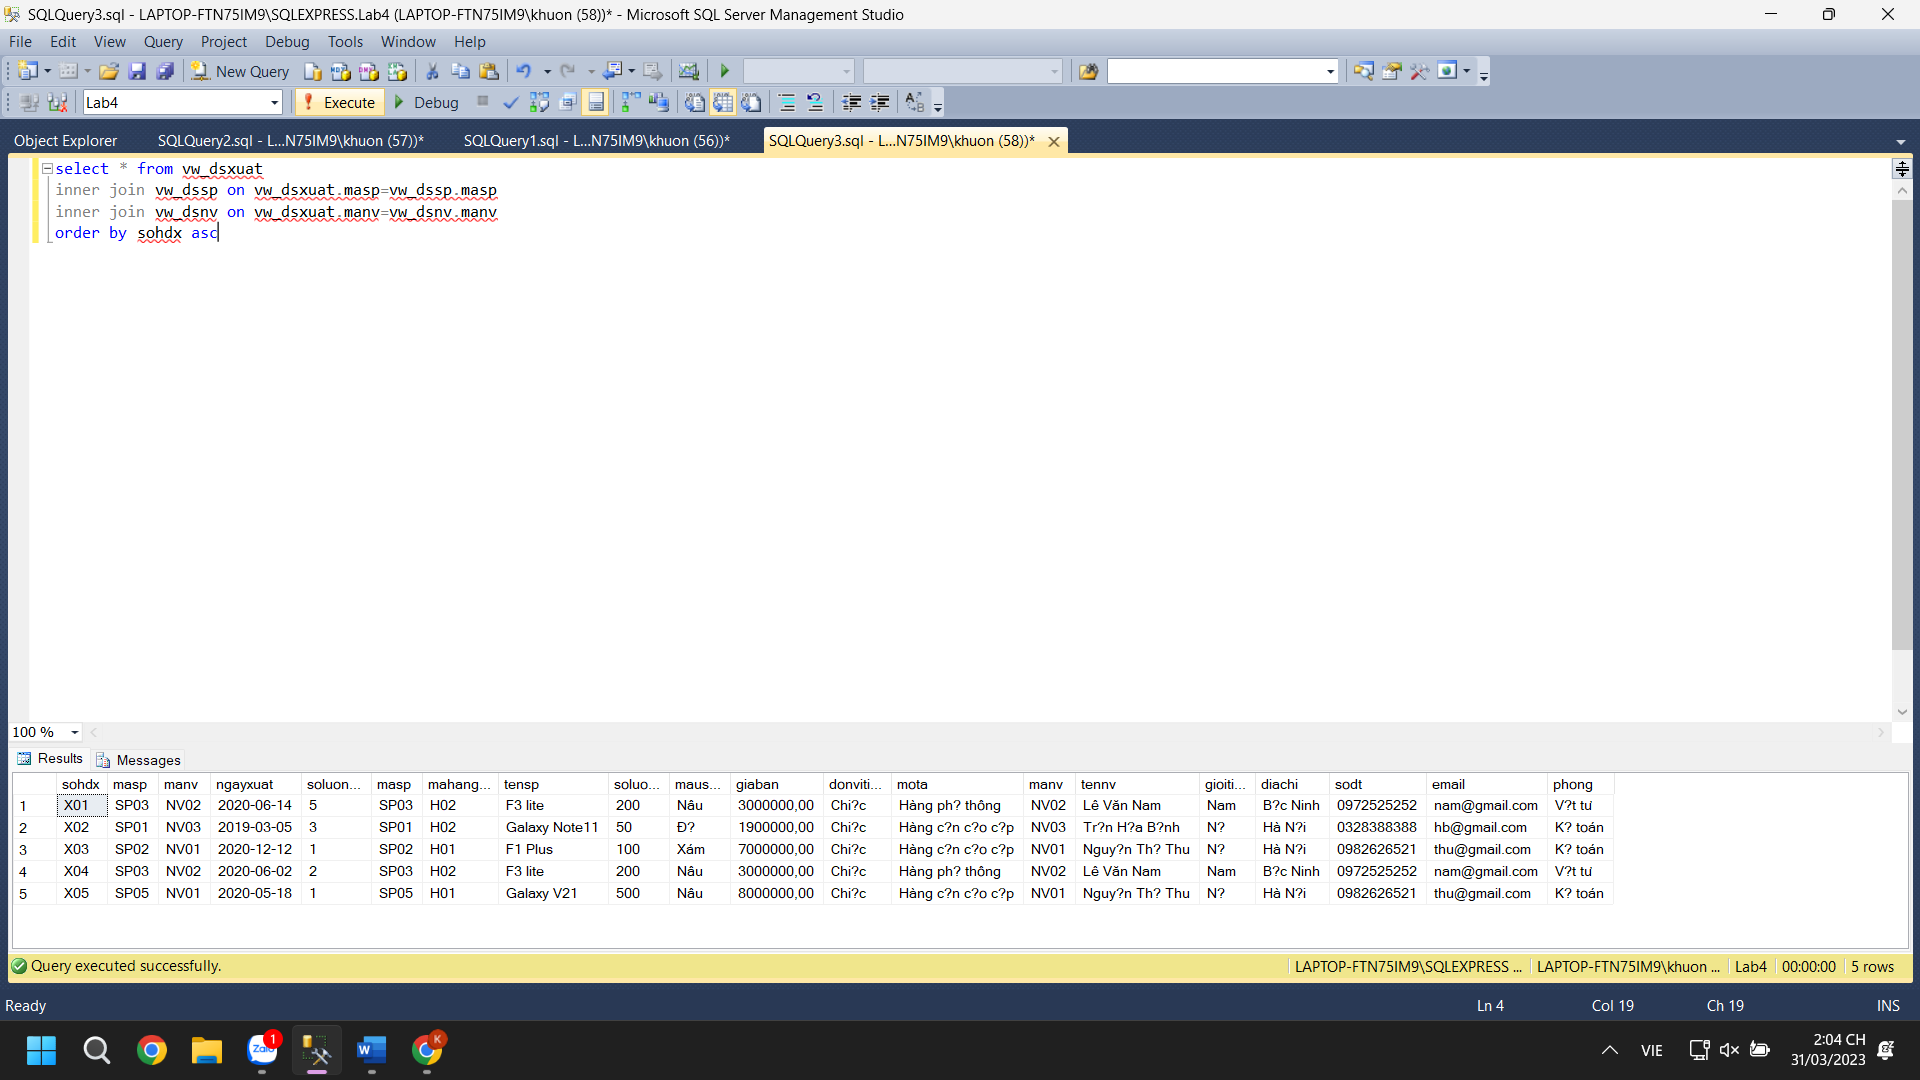 SQLQuery3.sql - LAPTOP-FTN75IM9\SQLEXPRESS.Lab4 (LAPTOP-FTN75IM9\khuon (58))* - Microsoft SQL Server Management Studio
File Edit View Query Project Debug Tools Window Help
New Query
Lab4 Execute Debug
Object Explorer SQLQuery2.sql - L...N75IM9\khuon (57))* SQLQuery1.sql - L...N75IM9\khuon (56))* SQLQuery3.sql - L...N75IM9\khuon (58))*
select * from vw_dsxuat
inner join vw_dssp on vw_dsxuat.masp=vw_dssp.masp
inner join vw_dsnv on vw_dsxuat.manv=vw_dsnv.manv
order by sohdx asc
100 %
Results Messages
sohdx masp manv ngayxuat soluon... masp mahang... tensp soluo... maus... giaban donviti... mota manv tennv gioiti... diachi sodt email phong
1 X01 SP03 NV02 2020-06-14 5 SP03 H02 F3 lite 200 Nâu 3000000,00 Chi?c Hàng ph? thông NV02 Lê Văn Nam Nam B?c Ninh 0972525252 nam@gmail.com V?t tư
2 X02 SP01 NV03 2019-03-05 3 SP01 H02 Galaxy Note11 50 Đ? 1900000,00 Chi?c Hàng c?n c?o c?p NV03 Tr?n H?a B?nh N? Hà N?i 0328388388 hb@gmail.com K? toán
3 X03 SP02 NV01 2020-12-12 1 SP02 H01 F1 Plus 100 Xám 7000000,00 Chi?c Hàng c?n c?o c?p NV01 Nguy?n Th? Thu N? Hà N?i 0982626521 thu@gmail.com K? toán
4 X04 SP03 NV02 2020-06-02 2 SP03 H02 F3 lite 200 Nâu 3000000,00 Chi?c Hàng ph? thông NV02 Lê Văn Nam Nam B?c Ninh 0972525252 nam@gmail.com V?t tư
5 X05 SP05 NV01 2020-05-18 1 SP05 H01 Galaxy V21 500 Nâu 8000000,00 Chi?c Hàng c?n c?o c?p NV01 Nguy?n Th? Thu N? Hà N?i 0982626521 thu@gmail.com K? toán
Query executed successfully. LAPTOP-FTN75IM9\SQLEXPRESS ... LAPTOP-FTN75IM9\khuon ... Lab4 00:00:00 5 rows
Ready Ln 4 Col 19 Ch 19 INS
Zalo 1 W K VIE 2:04 CH
31/03/2023